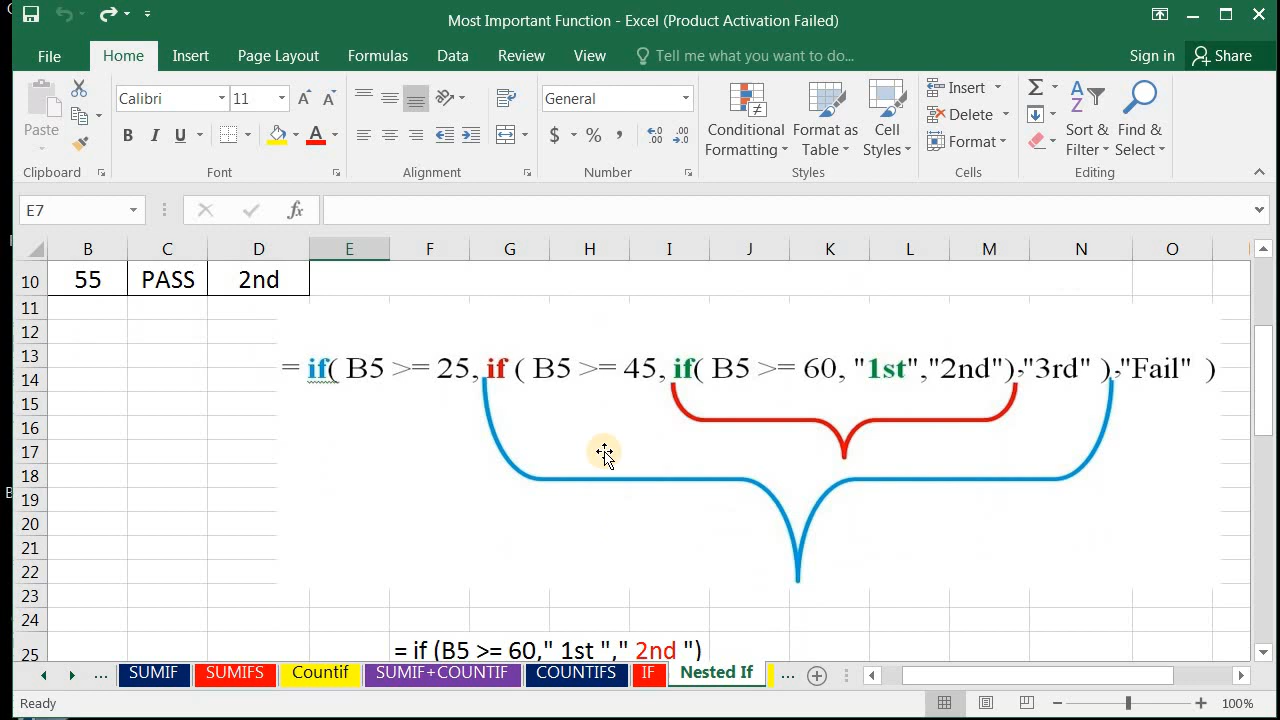 Most Important Function - Excel (Product Activation Failed)
File Home Insert Page Layout Formulas Data Review View Tell me what you want to do... Sign in Share
Paste
Calibri 11 A A
B I U A
General
$ % ,
Conditional Formatting
Format as Table
Cell Styles
Insert
Delete
Format
Sort & Filter
Find & Select
Clipboard Font Alignment Number Styles Cells Editing
E7 fx
B C D E F G H I J K L M N O
10 55 PASS 2nd
11
12
13
= if( B5 >= 25, if ( B5 >= 45, if( B5 >= 60, "1st","2nd"),"3rd" ),"Fail" )
14
15
16
17
18
19
20
21
22
23
24
25
= if (B5 >= 60," 1st "," 2nd ")
... SUMIF SUMIFS Countif SUMIF+COUNTIF COUNTIFS IF Nested If ...
Ready 100%